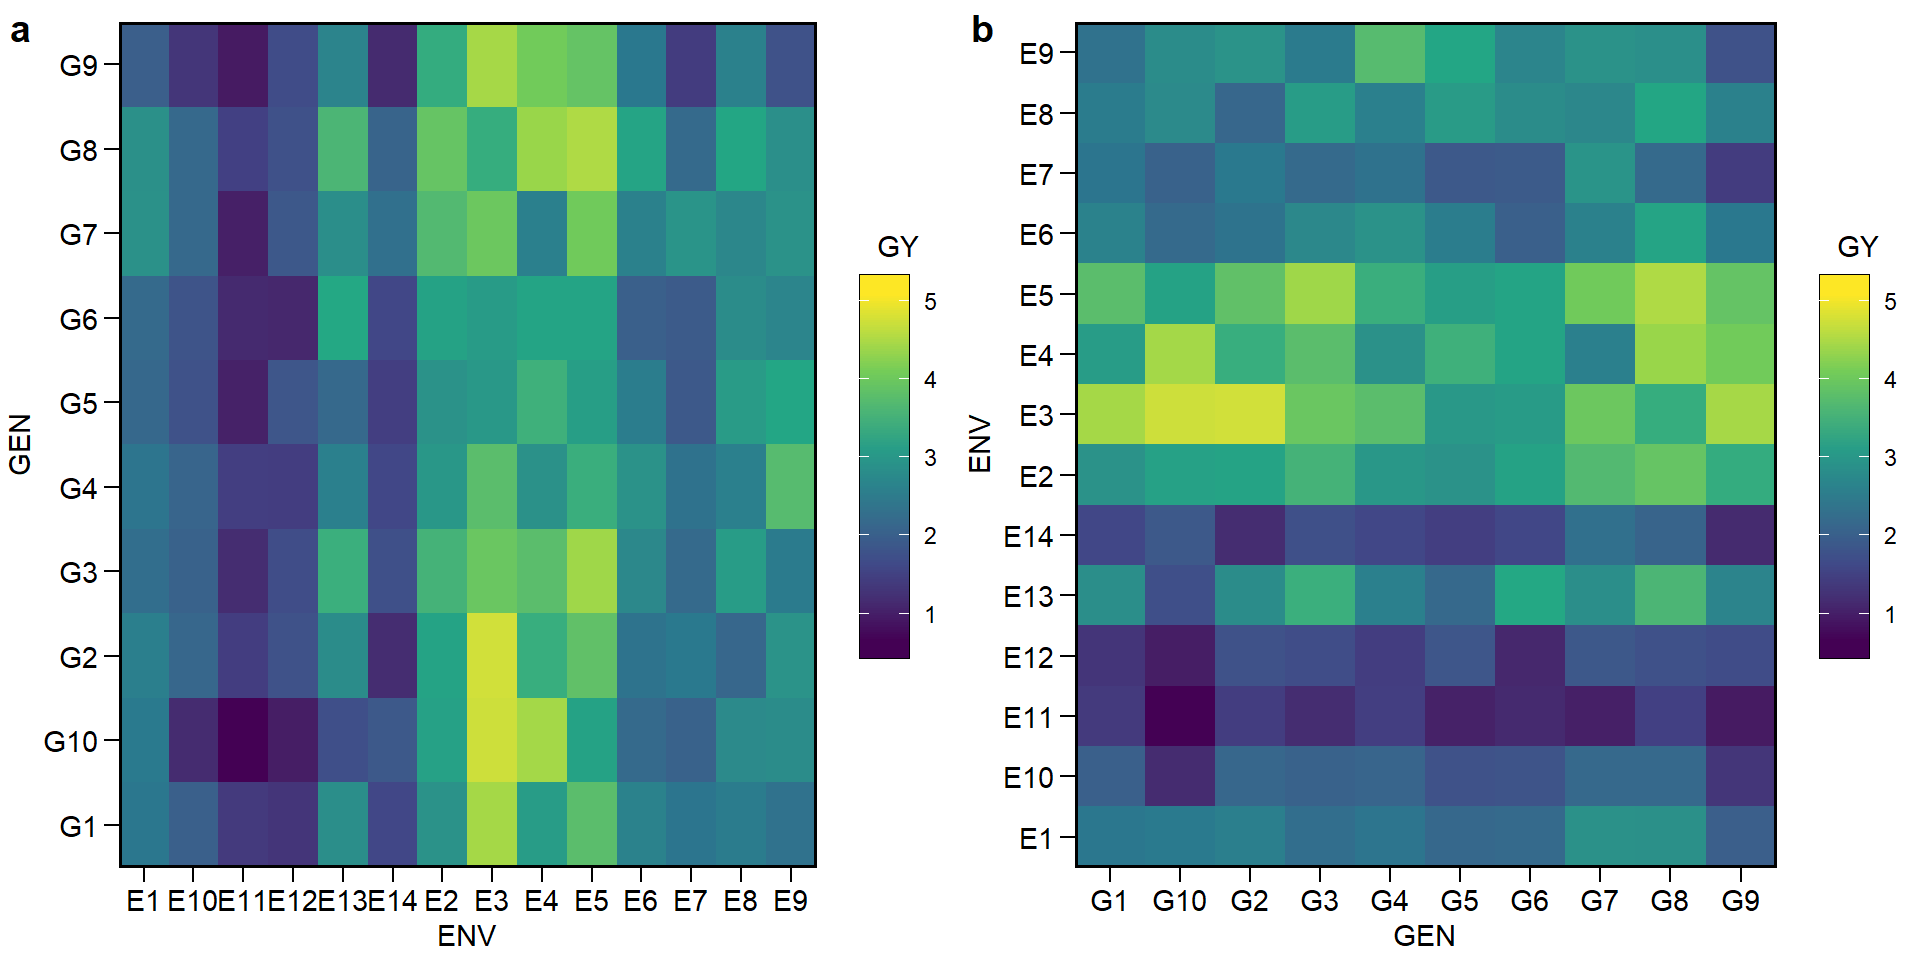 a
G9
G8
G7
G6
G5
G4
G3
G2
G10
G1
GEN
E1 E10 E11 E12 E13 E14 E2 E3 E4 E5 E6 E7 E8 E9
ENV
GY
5
4
3
2
1
b
E9
E8
E7
E6
E5
E4
E3
E2
E14
E13
E12
E11
E10
E1
ENV
G1 G10 G2 G3 G4 G5 G6 G7 G8 G9
GEN
GY
5
4
3
2
1